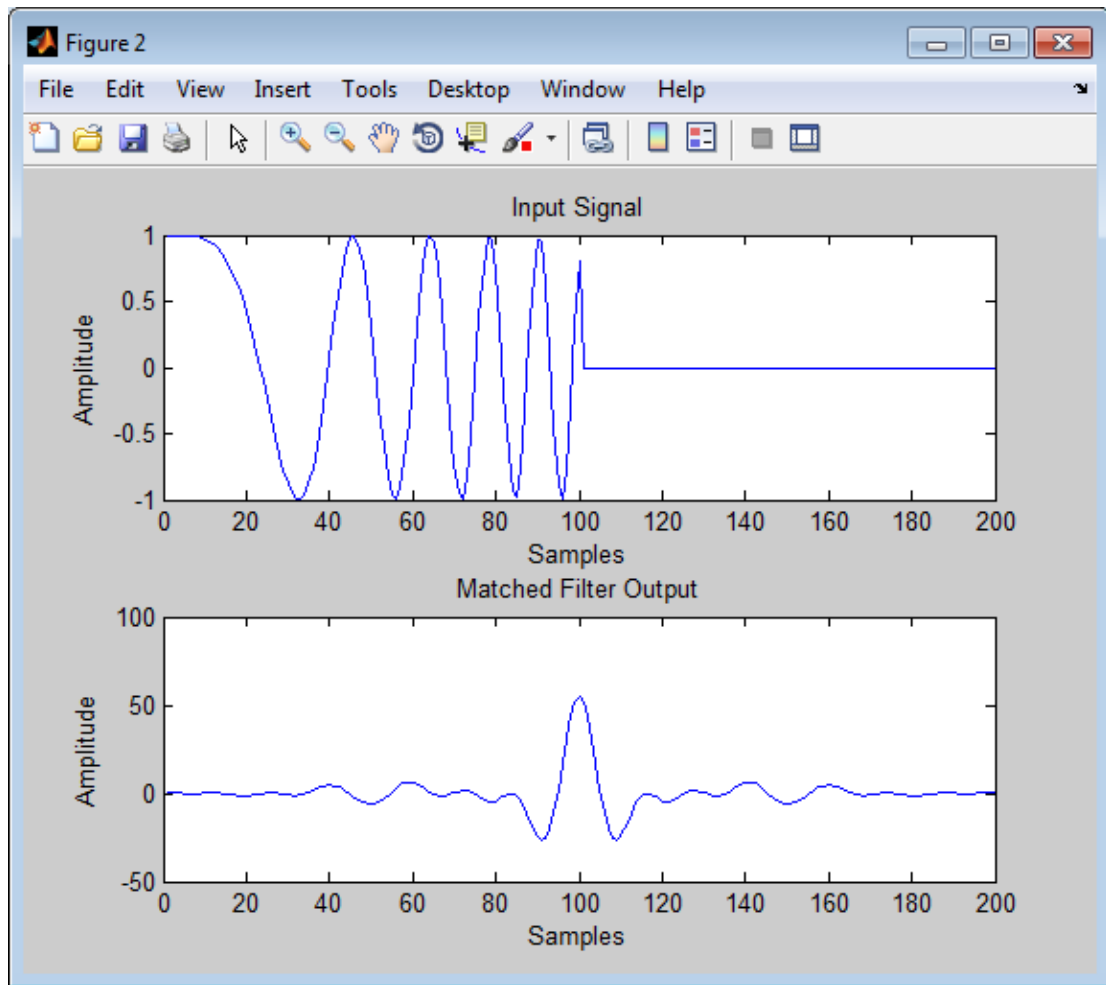 Figure 2
File Edit View Insert Tools Desktop Window Help
Input Signal
1
0.5
0
-0.5
-1
Amplitude
0 20 40 60 80 100 120 140 160 180 200
Samples
Matched Filter Output
100
50
0
-50
Amplitude
0 20 40 60 80 100 120 140 160 180 200
Samples